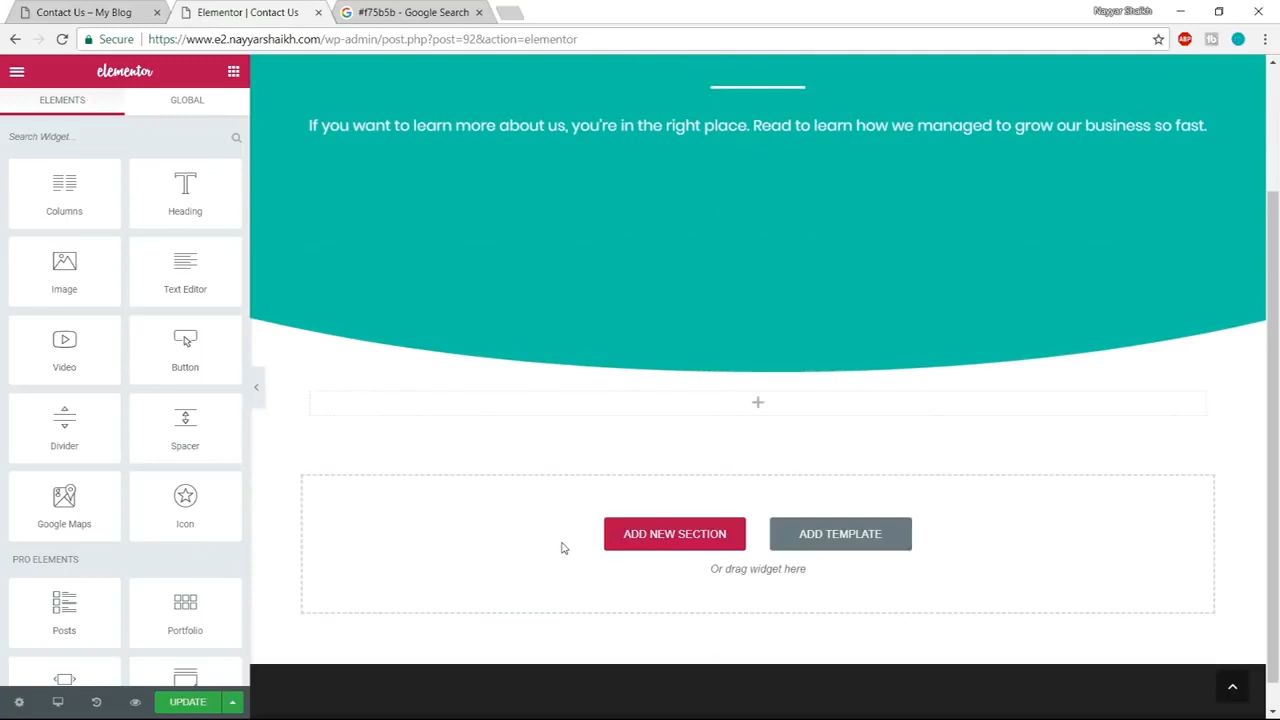 Contact Us – My Blog
Elementor | Contact Us
#f75b5b - Google Search
Nayyar Shaikh
Secure
https://www.e2.nayyarshaikh.com/wp-admin/post.php?post=92&action=elementor
ABP
elementor
ELEMENTS
GLOBAL
Search Widget...
Columns
Heading
Image
Text Editor
Video
Button
Divider
Spacer
Google Maps
Icon
PRO ELEMENTS
Posts
Portfolio
UPDATE
If you want to learn more about us, you're in the right place. Read to learn how we managed to grow our business so fast.
ADD NEW SECTION
ADD TEMPLATE
Or drag widget here